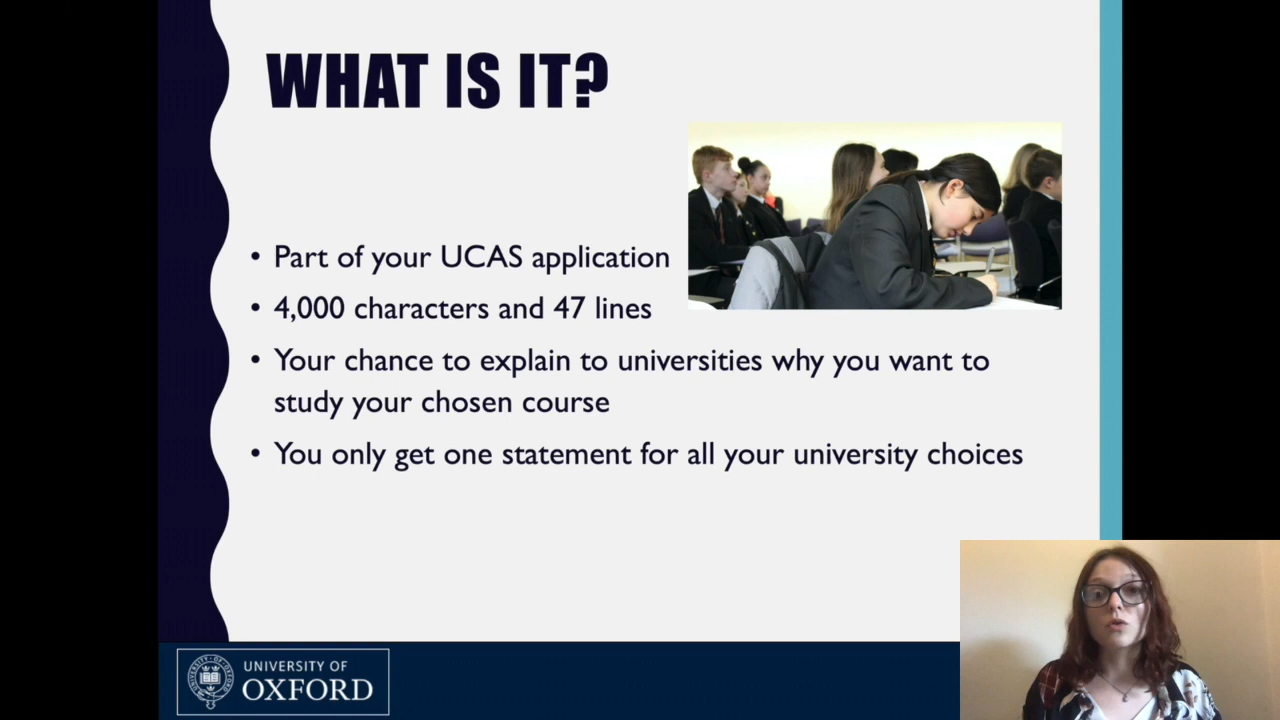 WHAT IS IT?
• Part of your UCAS application
• 4,000 characters and 47 lines
• Your chance to explain to universities why you want to
study your chosen course
• You only get one statement for all your university choices
UNIVERSITY OF
OXFORD